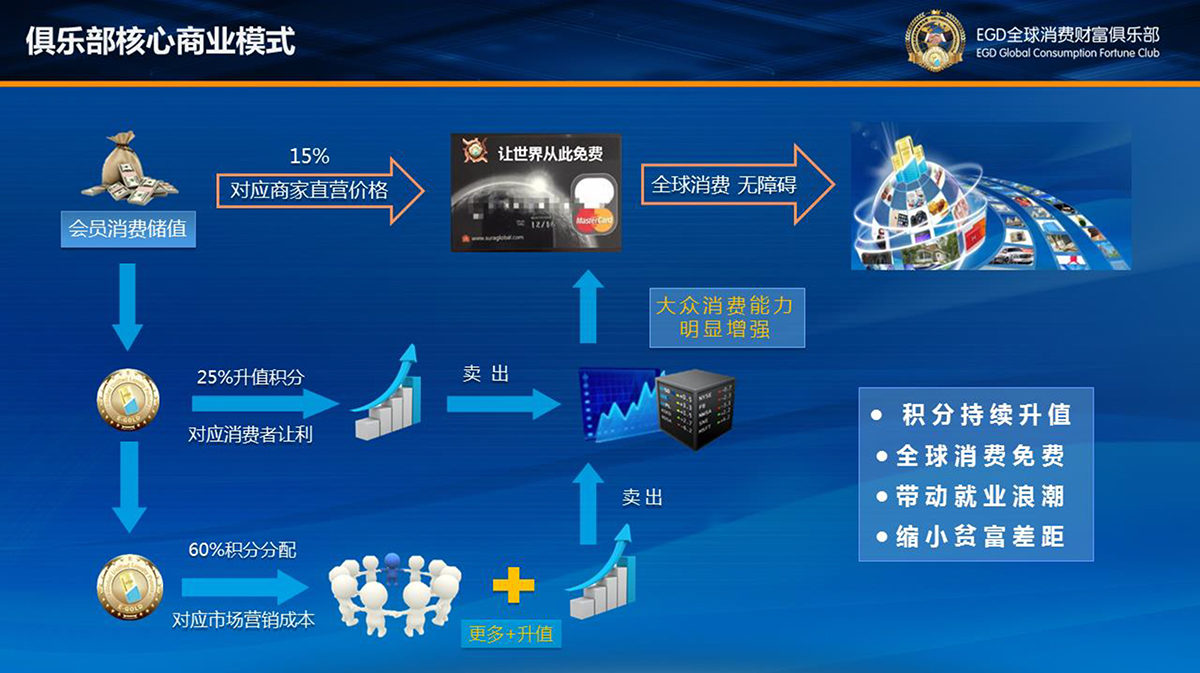 俱乐部核心商业模式
EGD全球消费财富俱乐部
EGD Global Consumption Fortune Club
15%
对应商家直营价格
让世界从此免费
12/1
MasterCard
www.suraglobal.com
全球消费 无障碍
会员消费储值
大众消费能力
明显增强
25%升值积分
对应消费者让利
卖 出
E-GOLD
积分持续升值
全球消费免费
带动就业浪潮
缩小贫富差距
卖 出
60%积分分配
对应市场营销成本
E-GOLD
更多+升值